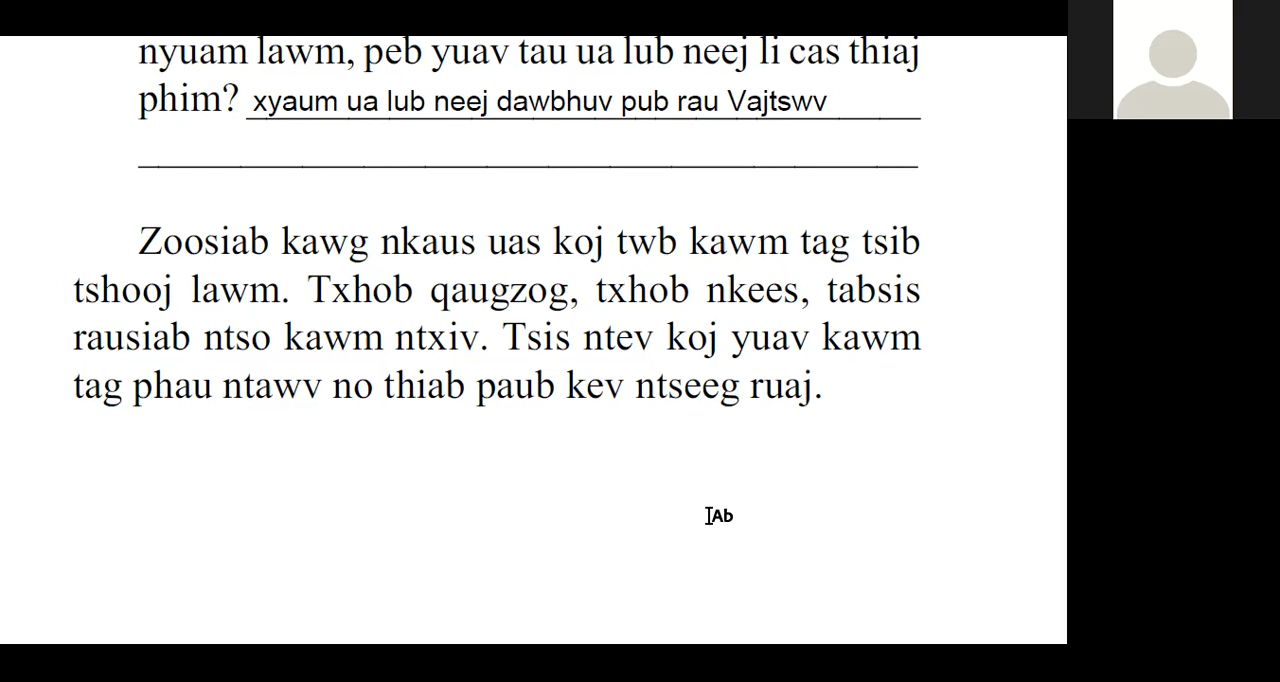 nyuam lawm, peb yuav tau ua lub neej li cas thiaj
phim? xyaum ua lub neej dawbhuv pub rau Vajtswv
Zoosiab kawg nkaus uas koj twb kawm tag tsib
tshooj lawm. Txhob qaugzog, txhob nkees, tabsis
rausiab ntso kawm ntxiv. Tsis ntev koj yuav kawm
tag phau ntawv no thiab paub kev ntseeg ruaj.
Ab